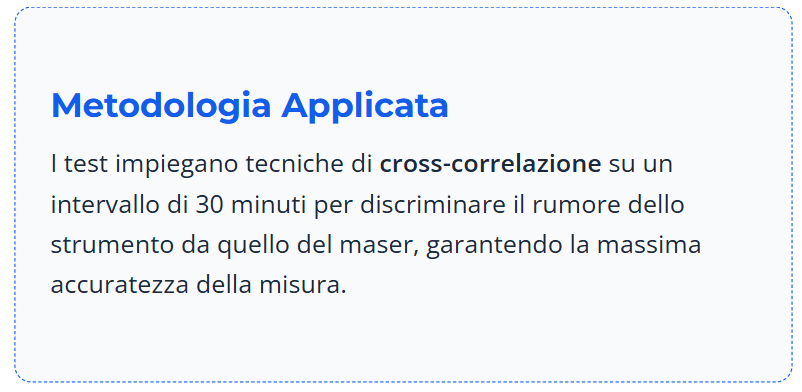 Metodologia Applicata
I test impiegano tecniche di cross-correlazione su un
intervallo di 30 minuti per discriminare il rumore dello
strumento da quello del maser, garantendo la massima
accuratezza della misura.